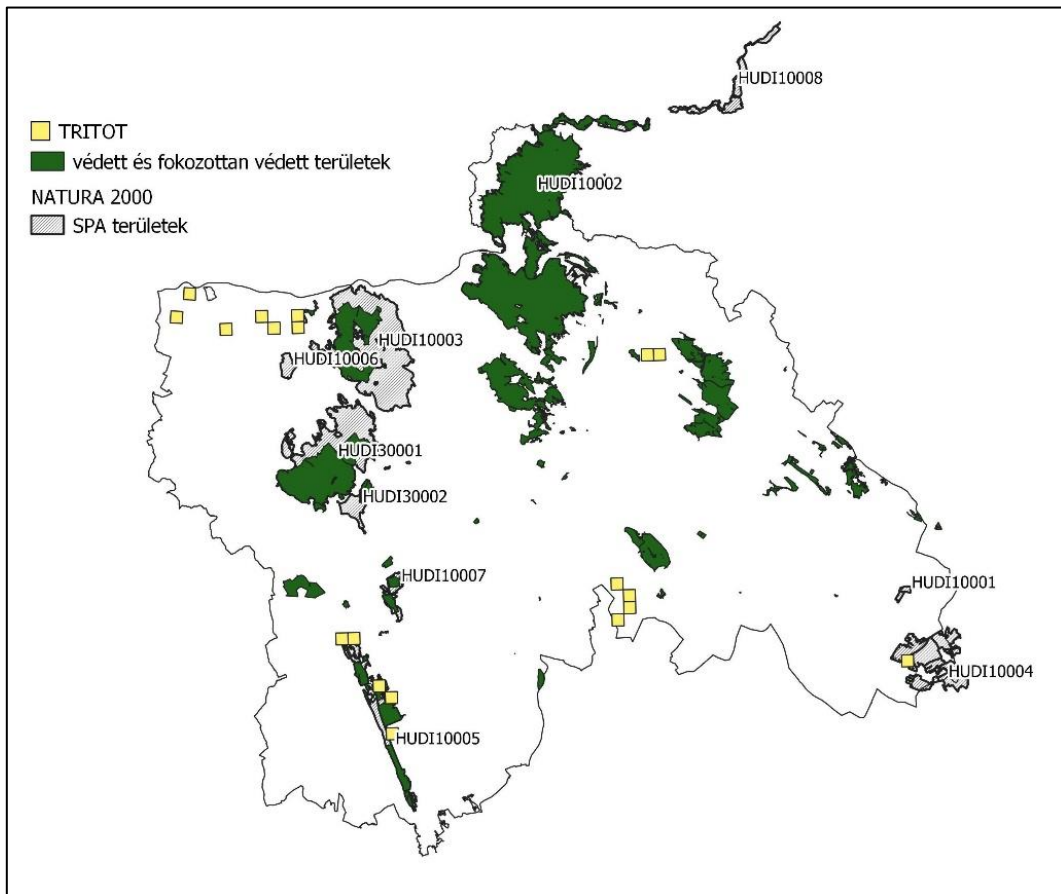 HUDI10008
TRITOT
védett és fokozottan védett területek
NATURA 2000
SPA területek
HUDI10002
HUDI10003
HUDI10006
HUDI30001
HUDI30002
HUDI10007
HUDI10001
HUDI10004
HUDI10005